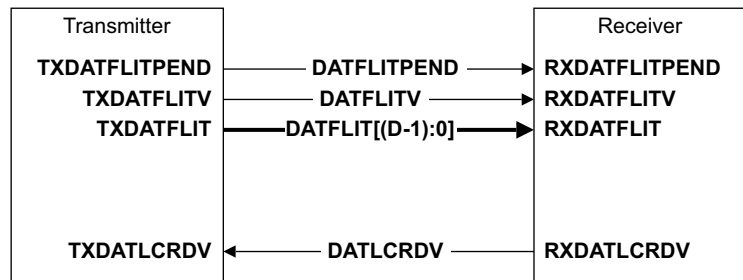 Transmitter Receiver
TXDATFLITPEND DATFLITPEND RXDATFLITPEND
TXDATFLITV DATFLITV RXDATFLITV
TXDATFLIT DATFLIT[(D-1):0] RXDATFLIT
TXDATLCRDV DATLCRDV RXDATLCRDV